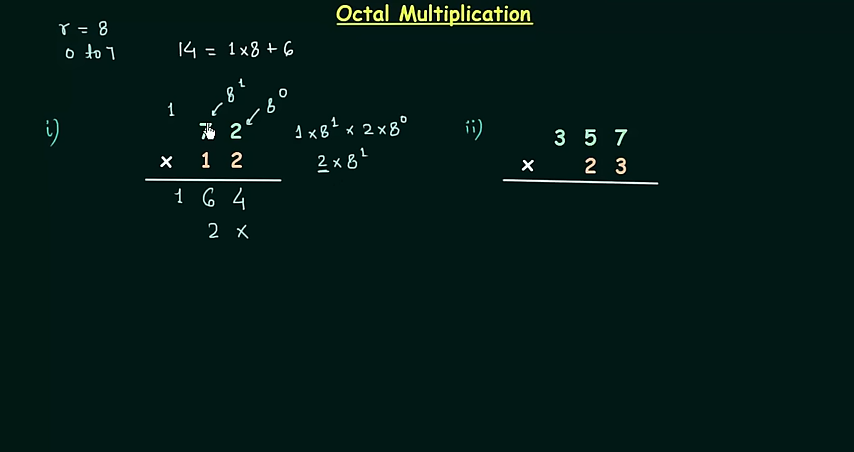 Octal Multiplication
r = 8
0 to 7
14 = 1×8+6
8¹
8⁰
1
i)
7 2
× 1 2
1 6 4
2 ×
1×8¹ × 2×8⁰
2×8¹
ii)
3 5 7
× 2 3